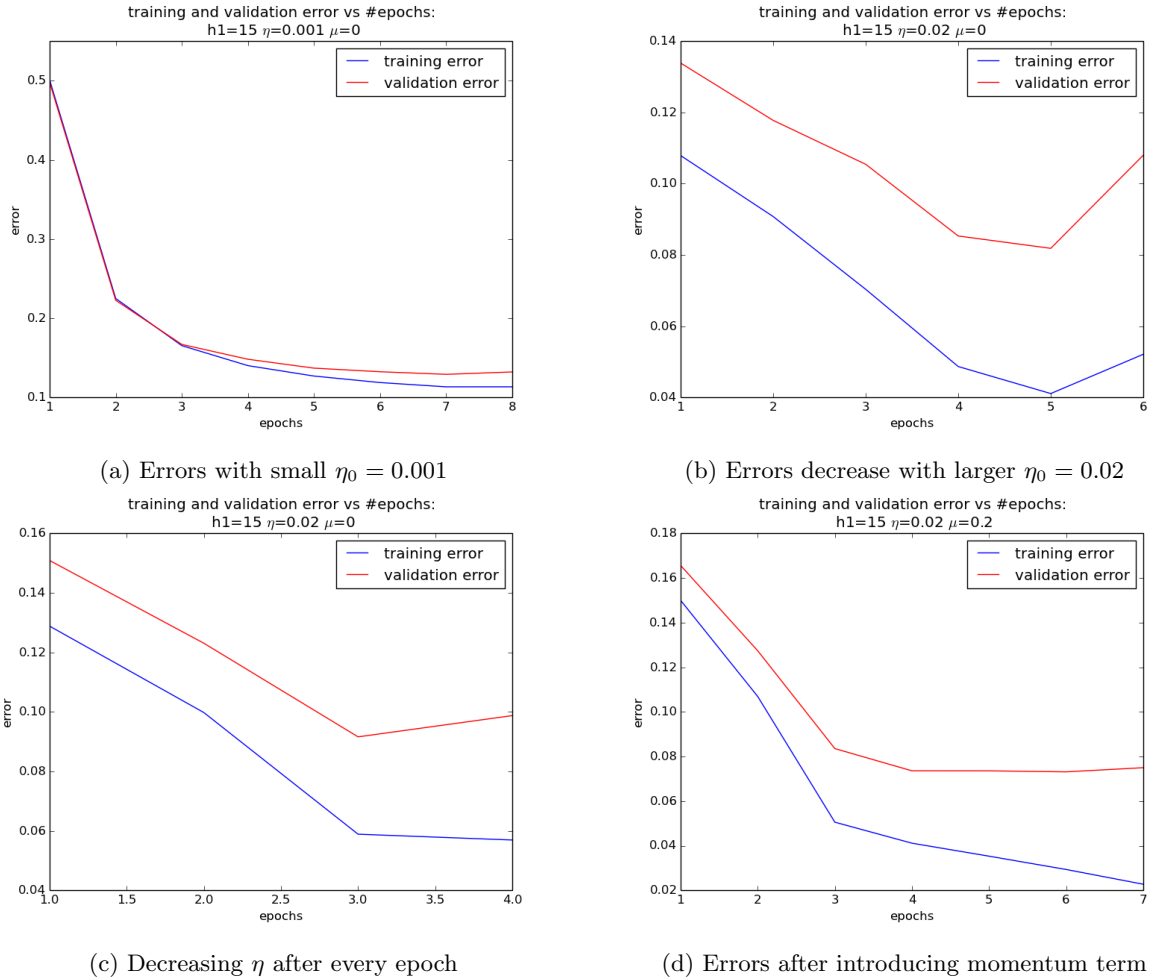 training and validation error vs #epochs:
h1=15 η=0.001 μ=0
training error
validation error
0.5
0.4
0.3
0.2
0.1
error
1 2 3 4 5 6 7 8
epochs
(a) Errors with small η₀ = 0.001
training and validation error vs #epochs:
h1=15 η=0.02 μ=0
training error
validation error
0.14
0.12
0.10
0.08
0.06
0.04
error
1 2 3 4 5 6
epochs
(b) Errors decrease with larger η₀ = 0.02
training and validation error vs #epochs:
h1=15 η=0.02 μ=0
training error
validation error
0.16
0.14
0.12
0.10
0.08
0.06
0.04
error
1.0 1.5 2.0 2.5 3.0 3.5 4.0
epochs
(c) Decreasing η after every epoch
training and validation error vs #epochs:
h1=15 η=0.02 μ=0.2
training error
validation error
0.18
0.16
0.14
0.12
0.10
0.08
0.06
0.04
0.02
error
1 2 3 4 5 6 7
epochs
(d) Errors after introducing momentum term